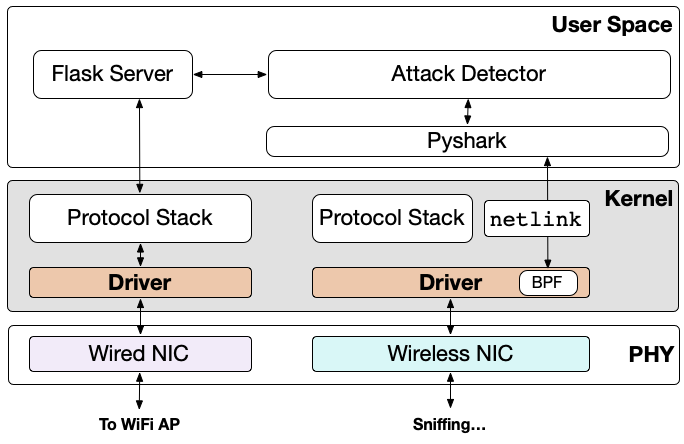 User Space
Flask Server
Attack Detector
Pyshark
Kernel
Protocol Stack
Protocol Stack
netlink
Driver
Driver
BPF
Wired NIC
Wireless NIC
PHY
To WiFi AP
Sniffing...